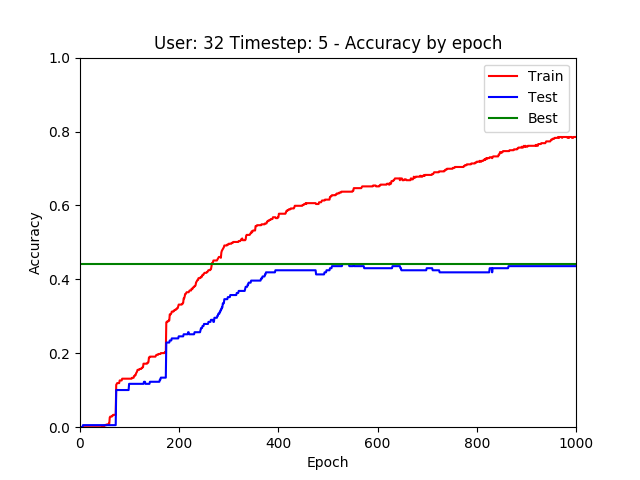 User: 32 Timestep: 5 - Accuracy by epoch
1.0
0.8
0.6
0.4
0.2
0.0
Accuracy
Train
Test
Best
0 200 400 600 800 1000
Epoch